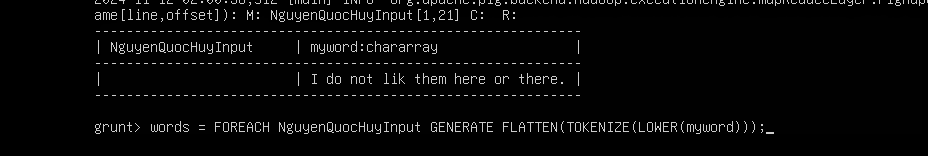 ame[line,offset]): M: NguyenQuocHuyInput[1,21] C:  R:
---------------------------------------------------------------
| NguyenQuocHuyInput     | myword:chararray                  |
---------------------------------------------------------------
|                        | I do not lik them here or there. |
---------------------------------------------------------------
grunt> words = FOREACH NguyenQuocHuyInput GENERATE FLATTEN(TOKENIZE(LOWER(myword)));_